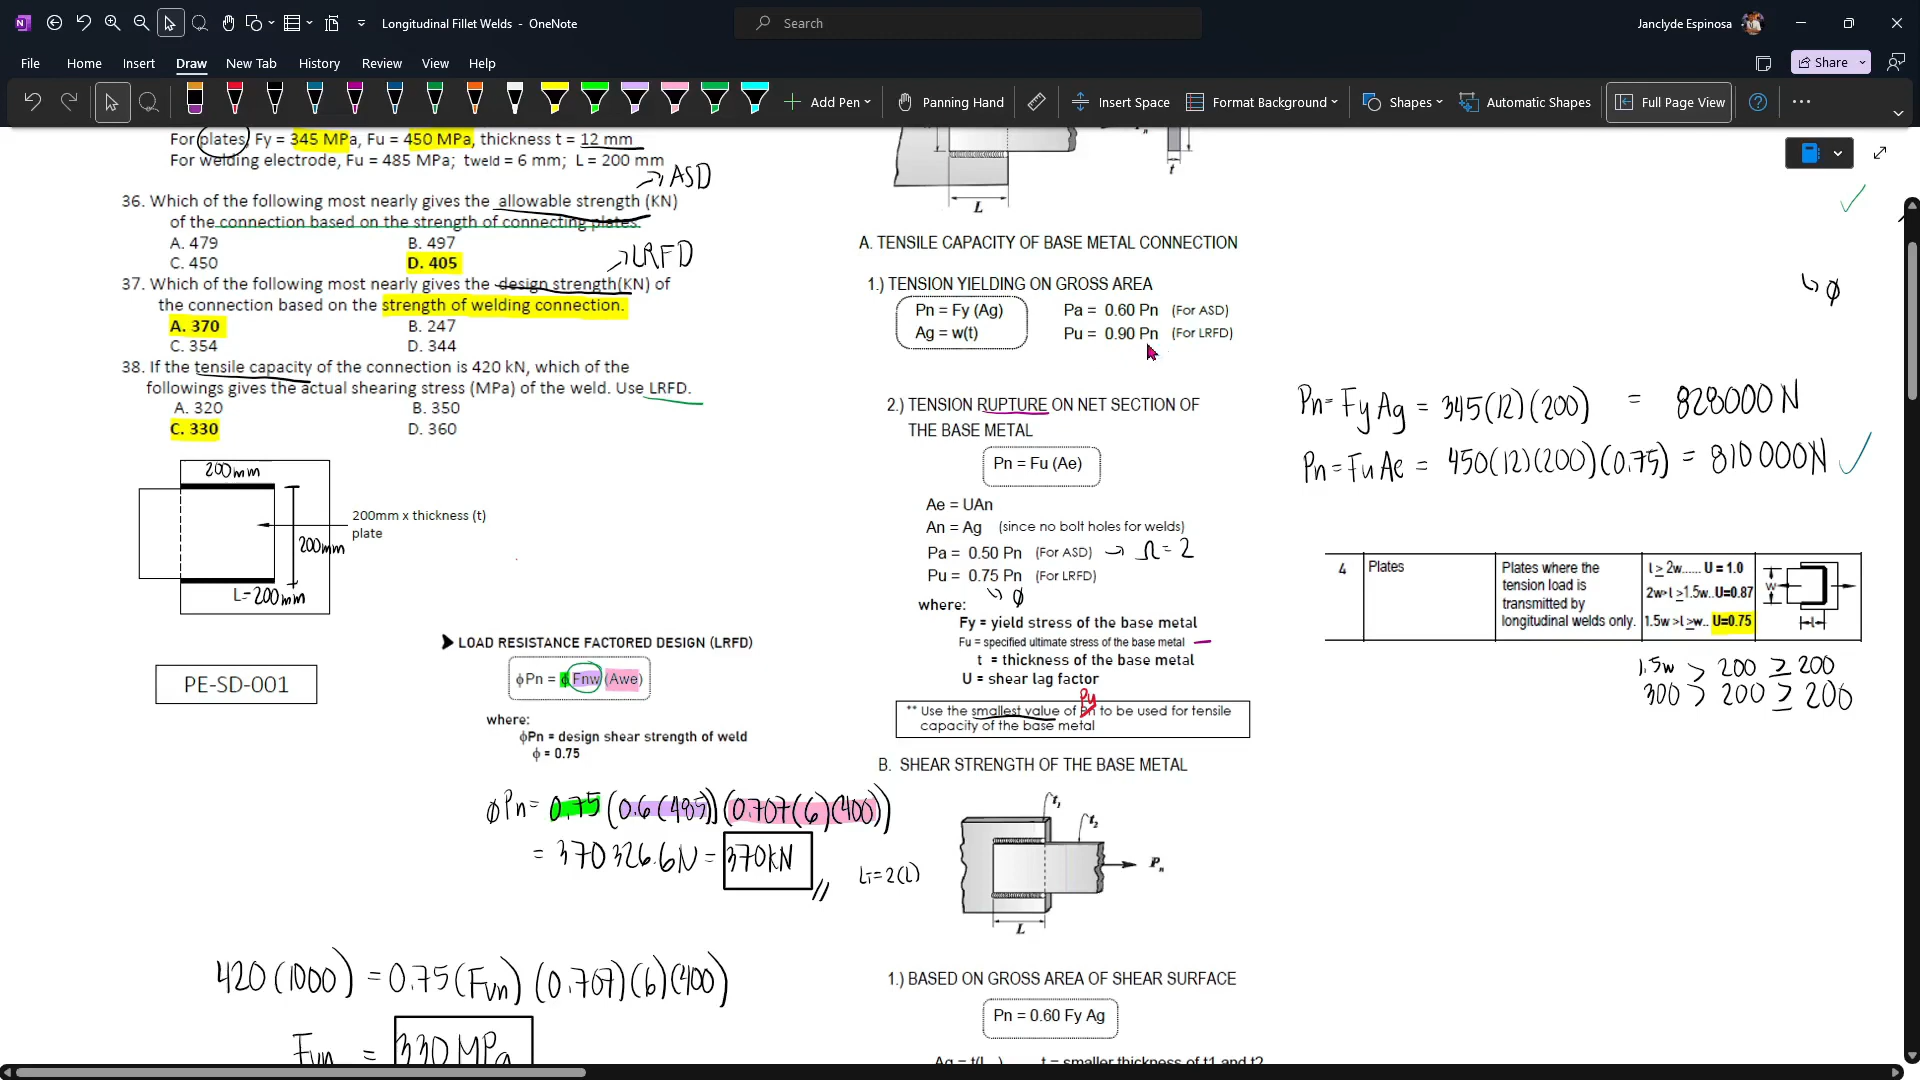 Longitudinal Fillet Welds - OneNote
Search
Janclyde Espinosa
File Home Insert Draw New Tab History Review View Help
Share
Add Pen
Panning Hand
Insert Space
Format Background
Shapes
Automatic Shapes
Full Page View
For plates, Fy = 345 MPa, Fu = 450 MPa, thickness t = 12 mm
For welding electrode, Fu = 485 MPa; tweld = 6 mm; L = 200 mm
→ ASD
36. Which of the following most nearly gives the allowable strength (KN)
of the connection based on the strength of connecting plates.
A. 479 B. 497
C. 450 D. 405
→ LRFD
37. Which of the following most nearly gives the design strength(KN) of
the connection based on the strength of welding connection.
A. 370 B. 247
C. 354 D. 344
38. If the tensile capacity of the connection is 420 kN, which of the
followings gives the actual shearing stress (MPa) of the weld. Use LRFD.
A. 320 B. 350
C. 330 D. 360
200mm
200mm x thickness (t)
plate
200mm
L=200mm
PE-SD-001
LOAD RESISTANCE FACTORED DESIGN (LRFD)
ϕPn = ϕ Fnw (Awe)
where:
ϕPn = design shear strength of weld
ϕ = 0.75
ϕPn = 0.75 (0.6(485)) (0.707(6)(400))
= 370 326.6N = 370kN
LT=2(L)
420(1000) = 0.75(Fvn)(0.707)(6)(400)
Fvn = 330 MPa
Pn
t
L
A. TENSILE CAPACITY OF BASE METAL CONNECTION
1.) TENSION YIELDING ON GROSS AREA
Pn = Fy (Ag) Pa = 0.60 Pn (For ASD)
Ag = w(t) Pu = 0.90 Pn (For LRFD)
2.) TENSION RUPTURE ON NET SECTION OF
THE BASE METAL
Pn = Fu (Ae)
Ae = UAn
An = Ag (since no bolt holes for welds)
Pa = 0.50 Pn (For ASD) → Ω = 2
Pu = 0.75 Pn (For LRFD)
↳ ϕ
where:
Fy = yield stress of the base metal
Fu = specified ultimate stress of the base metal
t = thickness of the base metal
U = shear lag factor
** Use the smallest value of Pn to be used for tensile
capacity of the base metal
B. SHEAR STRENGTH OF THE BASE METAL
t1
t2
Pn
L
1.) BASED ON GROSS AREA OF SHEAR SURFACE
Pn = 0.60 Fy Ag
t = smaller thickness of t1 and t2
↳ ϕ
Pn = Fy Ag = 345(12)(200) = 828000N
Pn = Fu Ae = 450(12)(200)(0.75) = 810000N ✓
4 Plates Plates where the
tension load is
transmitted by
longitudinal welds only.
l ≥ 2w...... U = 1.0
2w>l ≥1.5w..U=0.87
1.5w >l ≥w.. U=0.75
w
l
1.5w > 200 ≥ 200
300 > 200 ≥ 200